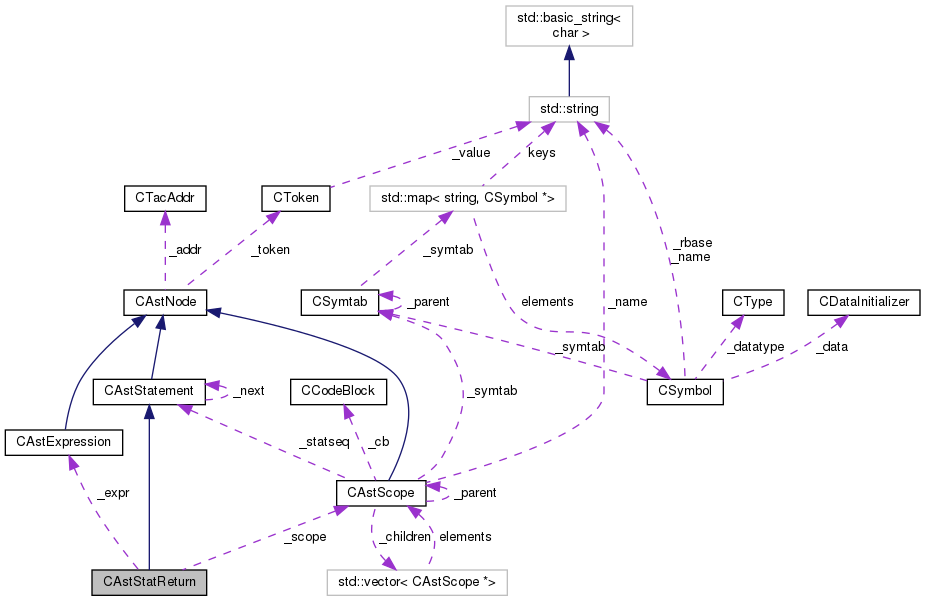 std::basic_string<
char >
std::string
_value
keys
CTacAddr
CToken
std::map< string, CSymbol *>
_addr
_token
_symtab
_rbase
_name
CAstNode
CSymtab
_parent
elements
_name
CType
CDataInitializer
_symtab
_datatype
_data
CAstStatement
_next
CCodeBlock
_symtab
CSymbol
CAstExpression
_statseq
_cb
_expr
CAstScope
_parent
_scope
_children
elements
CAstStatReturn
std::vector< CAstScope *>